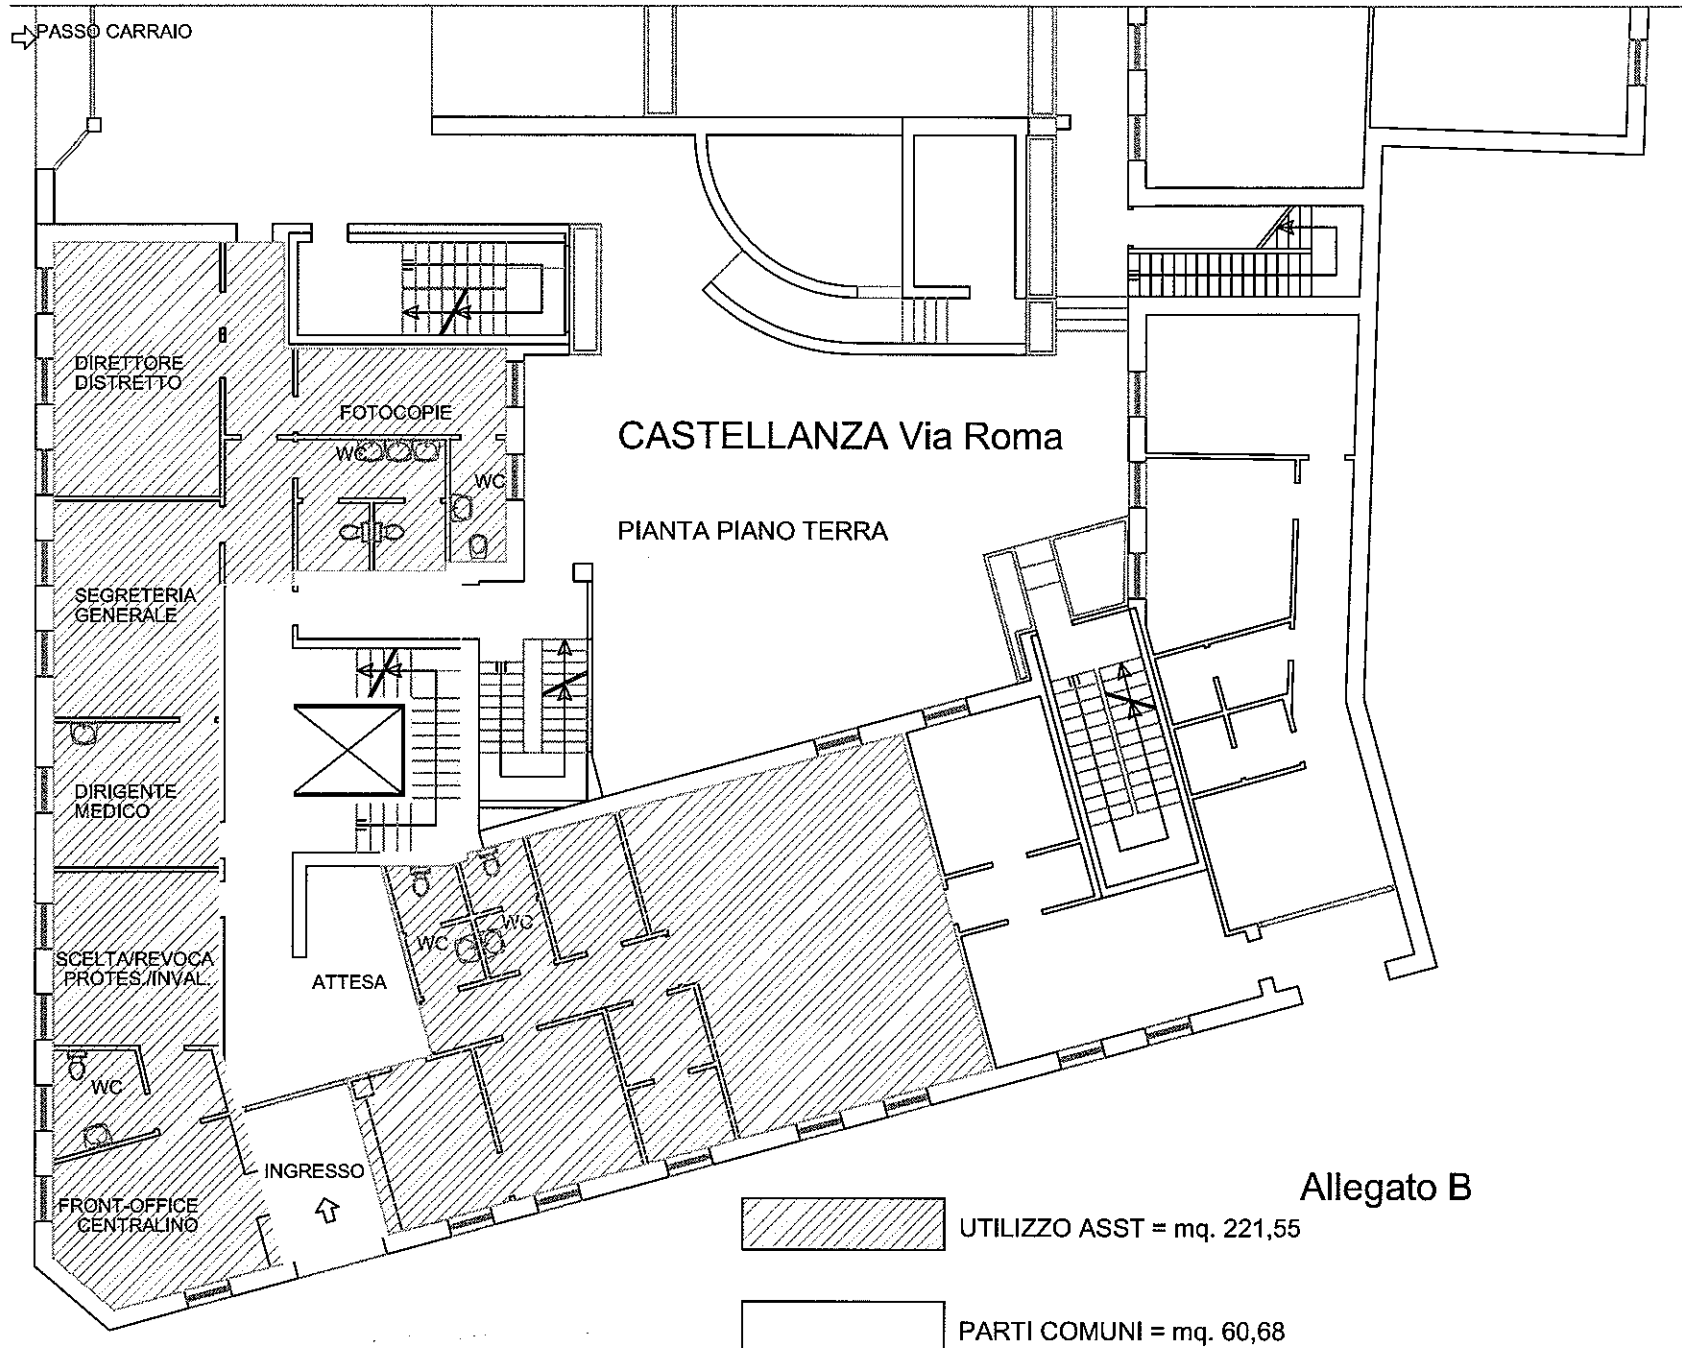 PASSO CARRAIO
DIRETTORE
DISTRETTO
FOTOCOPIE
WC
WC
CASTELLANZA Via Roma
PIANTA PIANO TERRA
SEGRETERIA
GENERALE
DIRIGENTE
MEDICO
SCELTA/REVOCA
PROTES./INVAL.
ATTESA
WC
WC
WC
INGRESSO
FRONT-OFFICE
CENTRALINO
Allegato B
UTILIZZO ASST = mq. 221,55
PARTI COMUNI = mq. 60,68